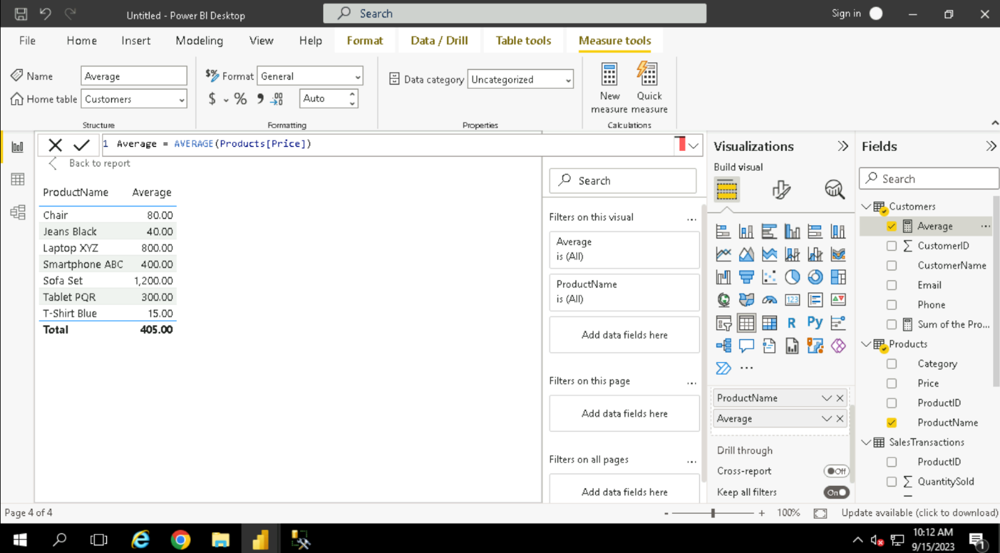 Untitled - Power BI Desktop
Search
Sign in
File Home Insert Modeling View Help Format Data / Drill Table tools Measure tools
Name Average
Home table Customers
Structure
$% Format General
$ % 9 .00 Auto
Formatting
Data category Uncategorized
Properties
New measure
Quick measure
Calculations
1 Average = AVERAGE(Products[Price])
Back to report
ProductName Average
Chair 80.00
Jeans Black 40.00
Laptop XYZ 800.00
Smartphone ABC 400.00
Sofa Set 1,200.00
Tablet PQR 300.00
T-Shirt Blue 15.00
Total 405.00
Search
Filters on this visual ...
Average
is (All)
ProductName
is (All)
Add data fields here
Filters on this page ...
Add data fields here
Filters on all pages ...
Add data fields here
Visualizations
Build visual
123
R Py
...
ProductName
Average
Drill through
Cross-report Off
Keep all filters On
Fields
Search
Customers
Average ...
CustomerID
CustomerName
Email
Phone
Sum of the Pro...
Products
Category
Price
ProductID
ProductName
SalesTransactions
ProductID
QuantitySold
Page 4 of 4
- + 100%
Update available (click to download)
10:12 AM
9/15/2023
1